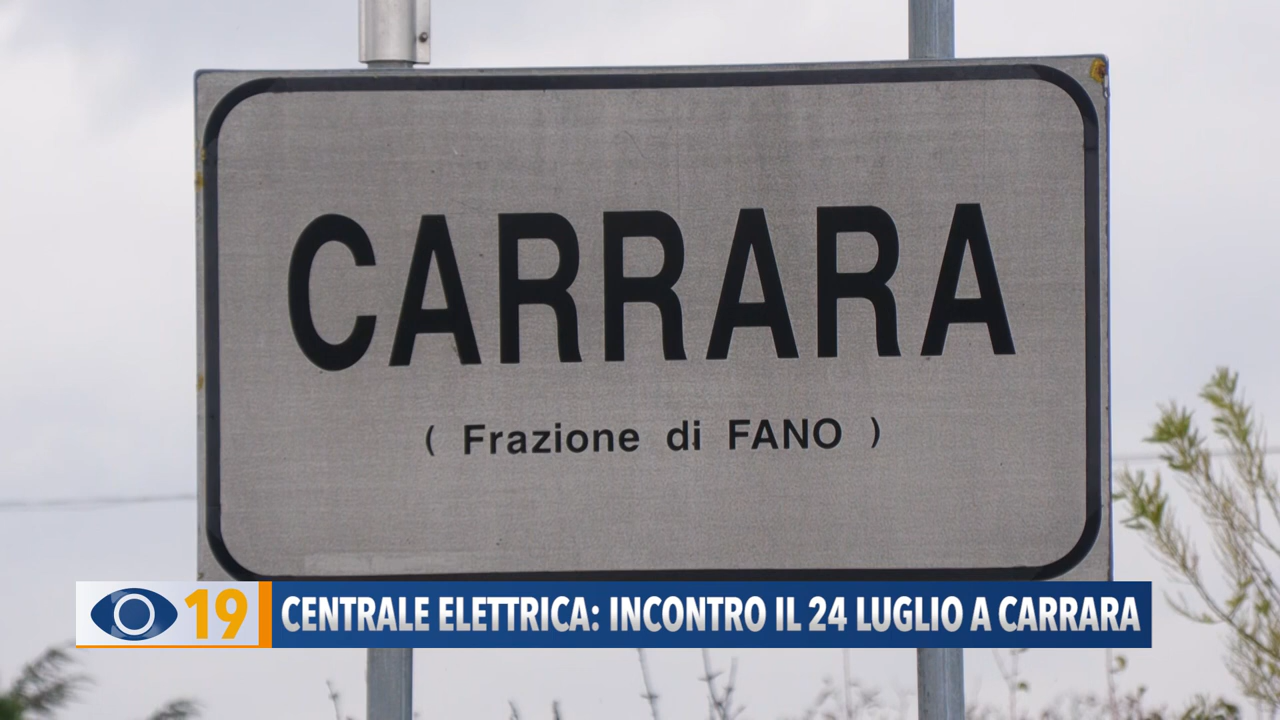 CARRARA
( Frazione di FANO )
19 CENTRALE ELETTRICA: INCONTRO IL 24 LUGLIO A CARRARA